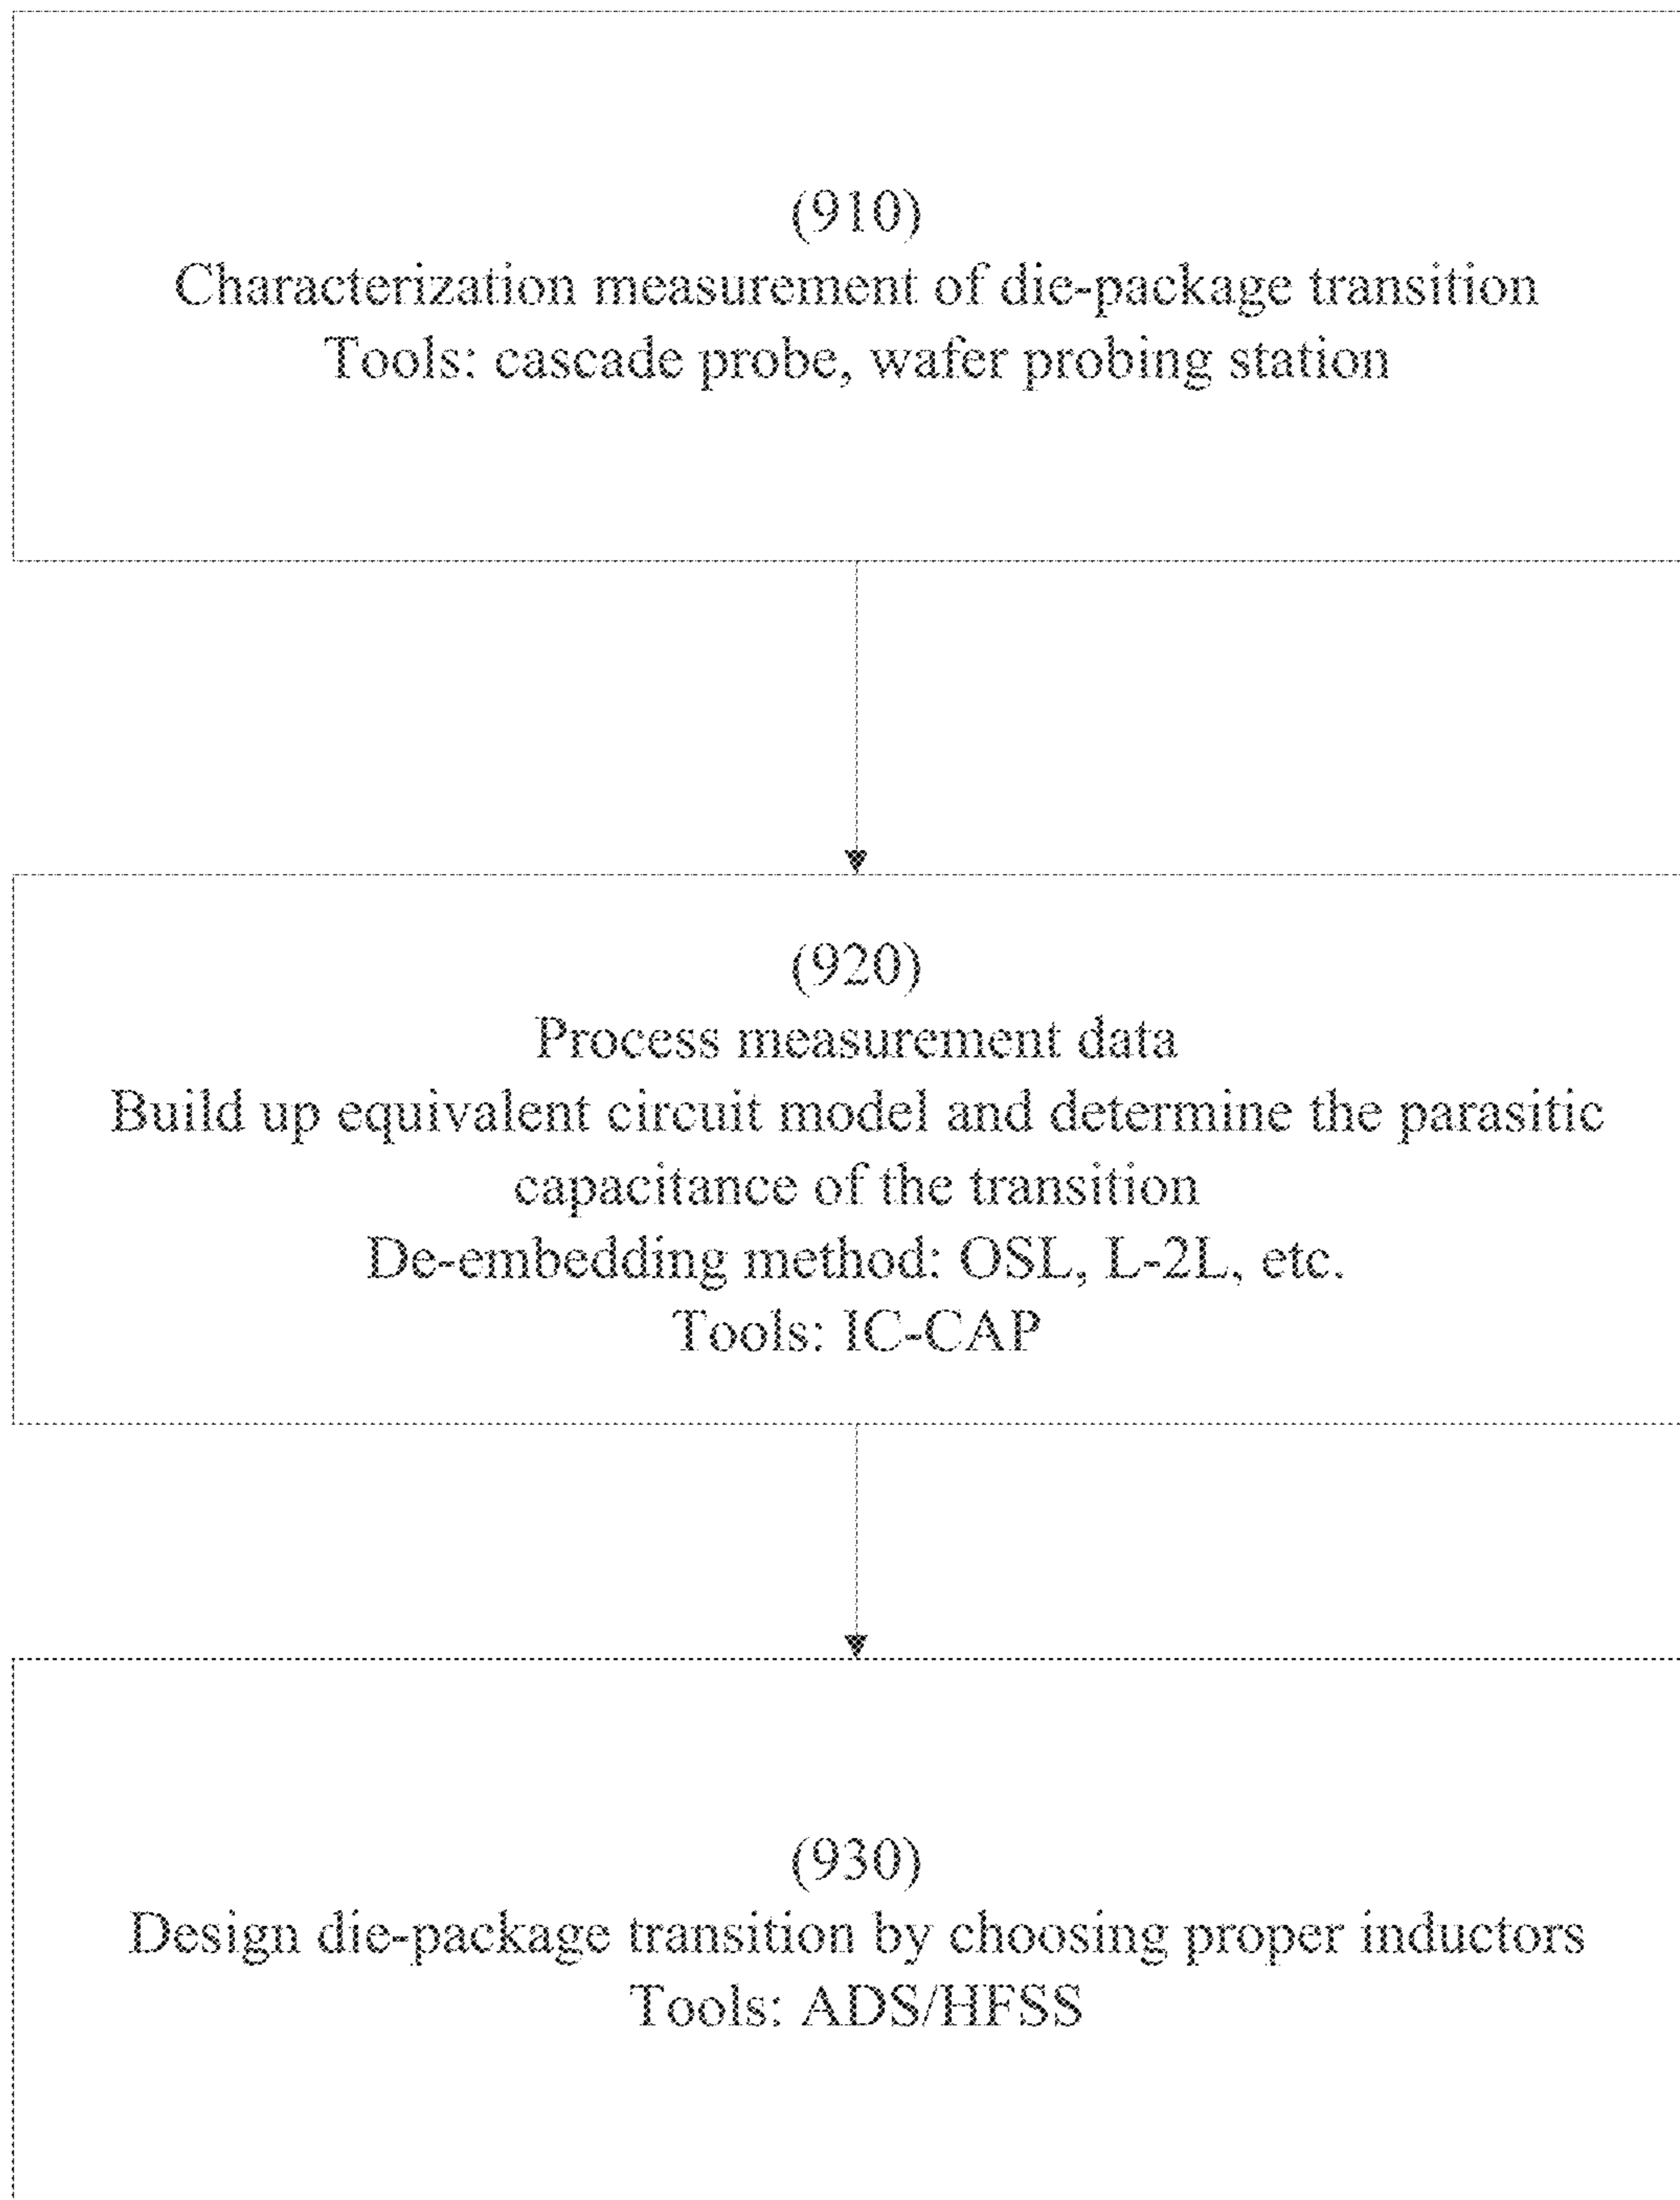 (910)
Characterization measurement of die-package transition
Tools: cascade probe, wafer probing station
(920)
Process measurement data
Build up equivalent circuit model and determine the parasitic
capacitance of the transition
De-embedding method: OSL, L-2L, etc.
Tools: IC-CAP
(930)
Design die-package transition by choosing proper inductors
Tools: ADS/HFSS